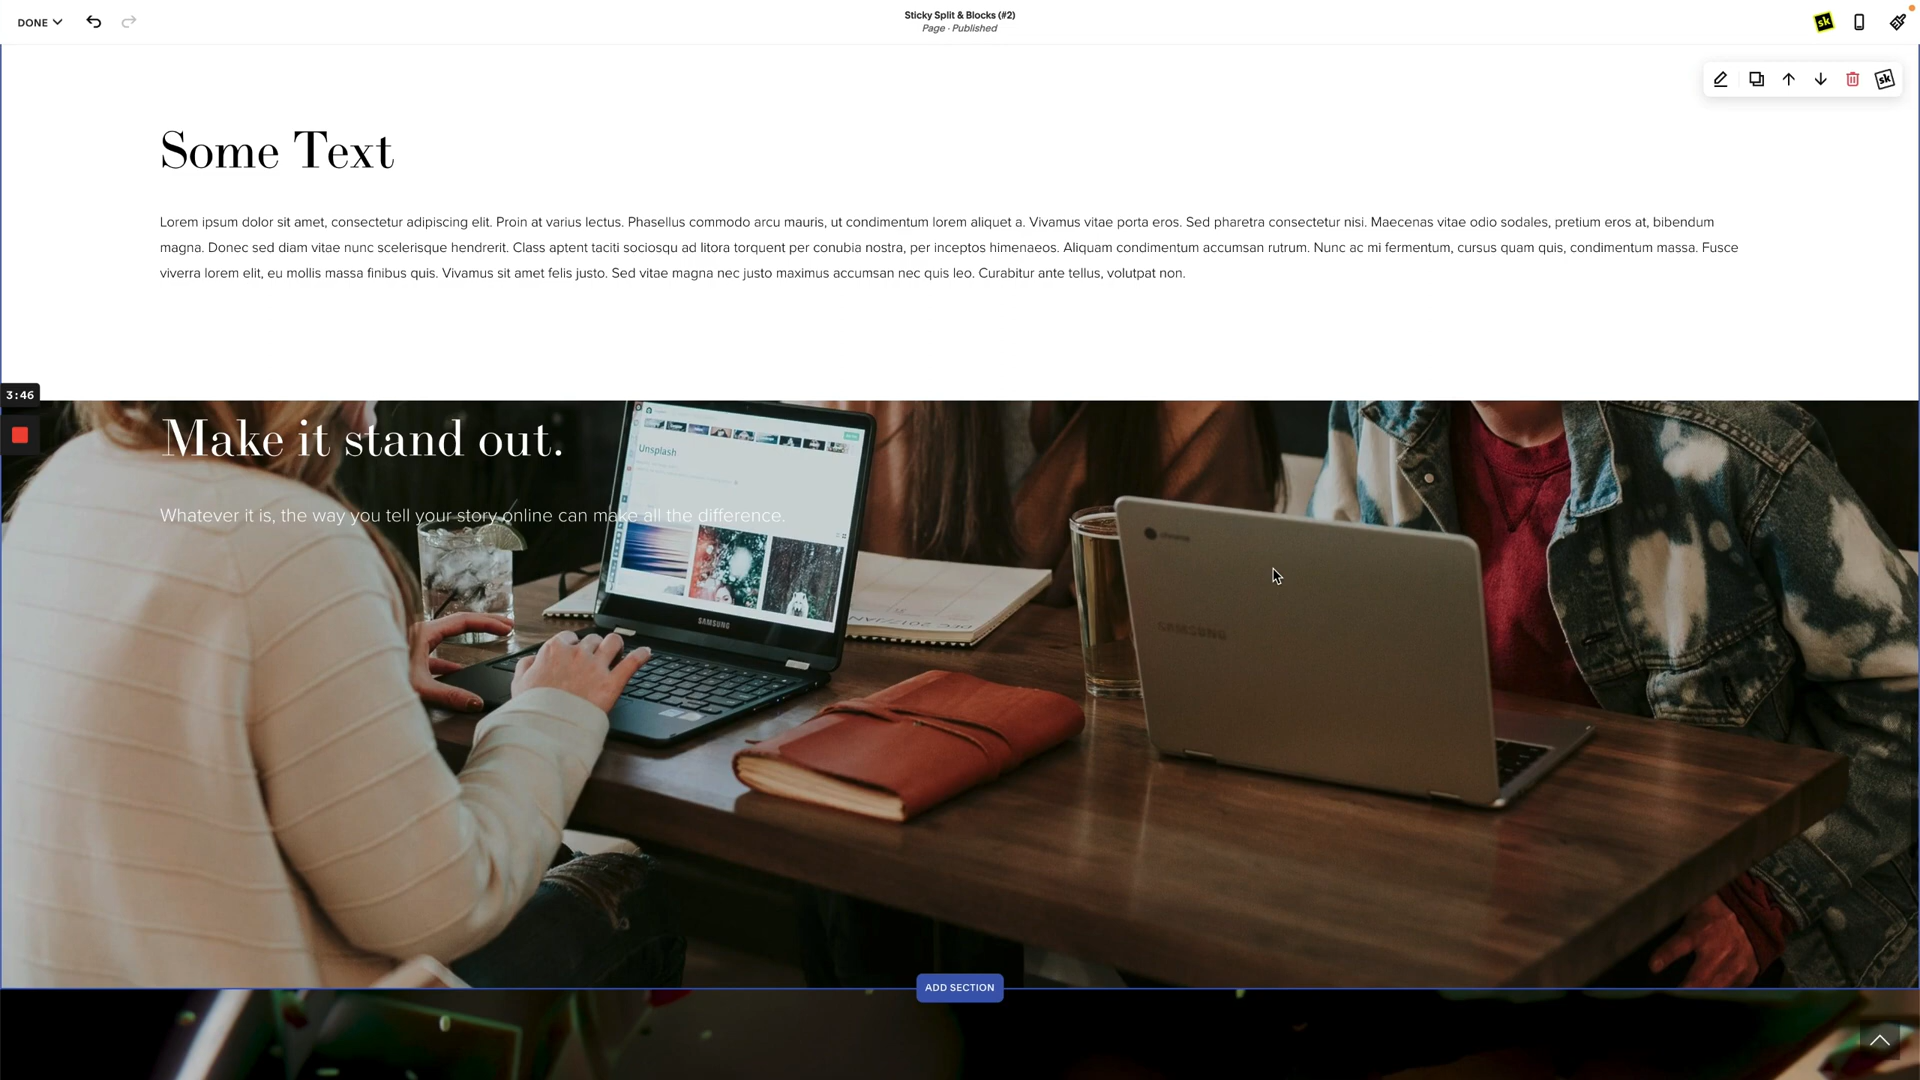 DONE
Sticky Split & Blocks (#2)
Page · Published
sk
sk
Some Text
Lorem ipsum dolor sit amet, consectetur adipiscing elit. Proin at varius lectus. Phasellus commodo arcu mauris, ut condimentum lorem aliquet a. Vivamus vitae porta eros. Sed pharetra consectetur nisi. Maecenas vitae odio sodales, pretium eros at, bibendum
magna. Donec sed diam vitae nunc scelerisque hendrerit. Class aptent taciti sociosqu ad litora torquent per conubia nostra, per inceptos himenaeos. Aliquam condimentum accumsan rutrum. Nunc ac mi fermentum, cursus quam quis, condimentum massa. Fusce
viverra lorem elit, eu mollis massa finibus quis. Vivamus sit amet felis justo. Sed vitae magna nec justo maximus accumsan nec quis leo. Curabitur ante tellus, volutpat non.
3:46
Make it stand out.
Unsplash
Whatever it is, the way you tell your story online can make all the difference.
chrome
SAMSUNG
SAMSUNG
ADD SECTION